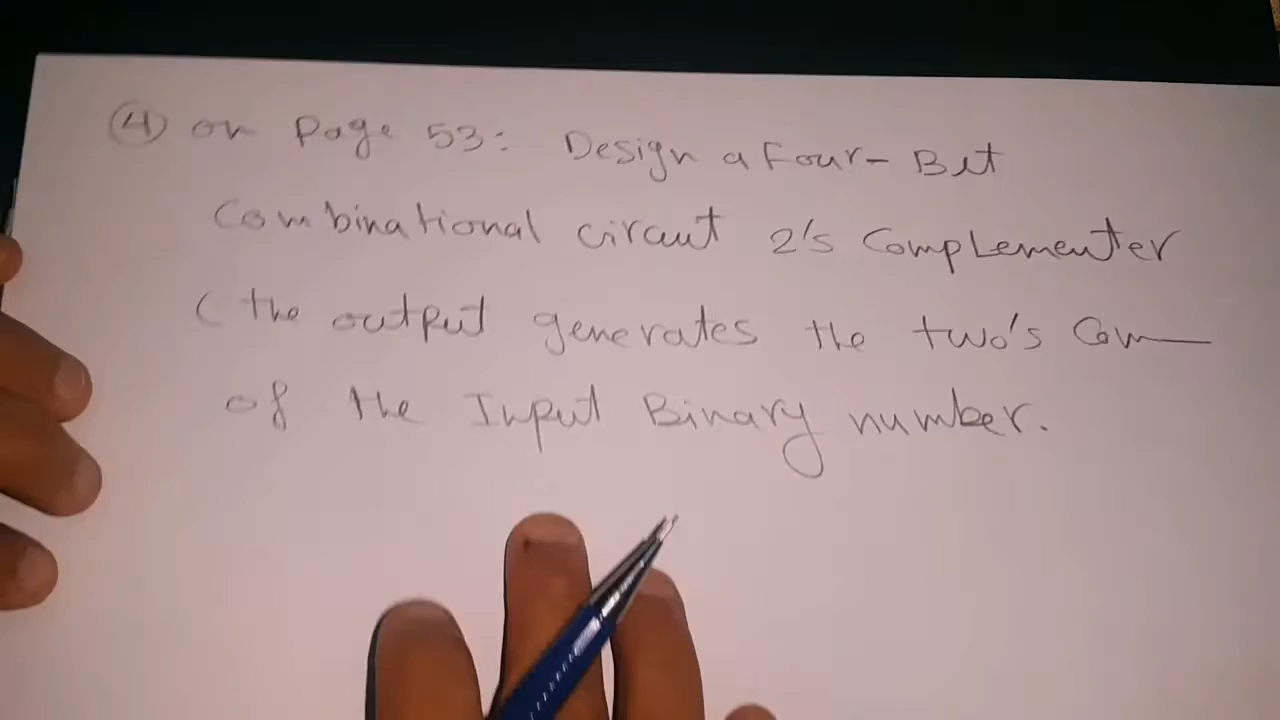 (4) on Page 53: Design a Four-Bit
Combinational circuit 2's Complementer
( the output generates the two's Com—
of the Input Binary number.